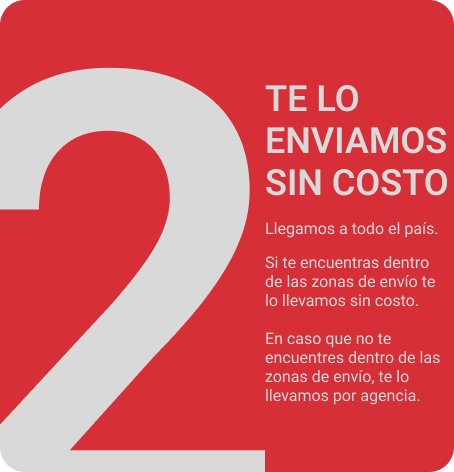 2
TE LO
ENVIAMOS
SIN COSTO
Llegamos a todo el país.
Si te encuentras dentro
de las zonas de envío te
lo llevamos sin costo.
En caso que no te
encuentres dentro de las
zonas de envío, te lo
llevamos por agencia.